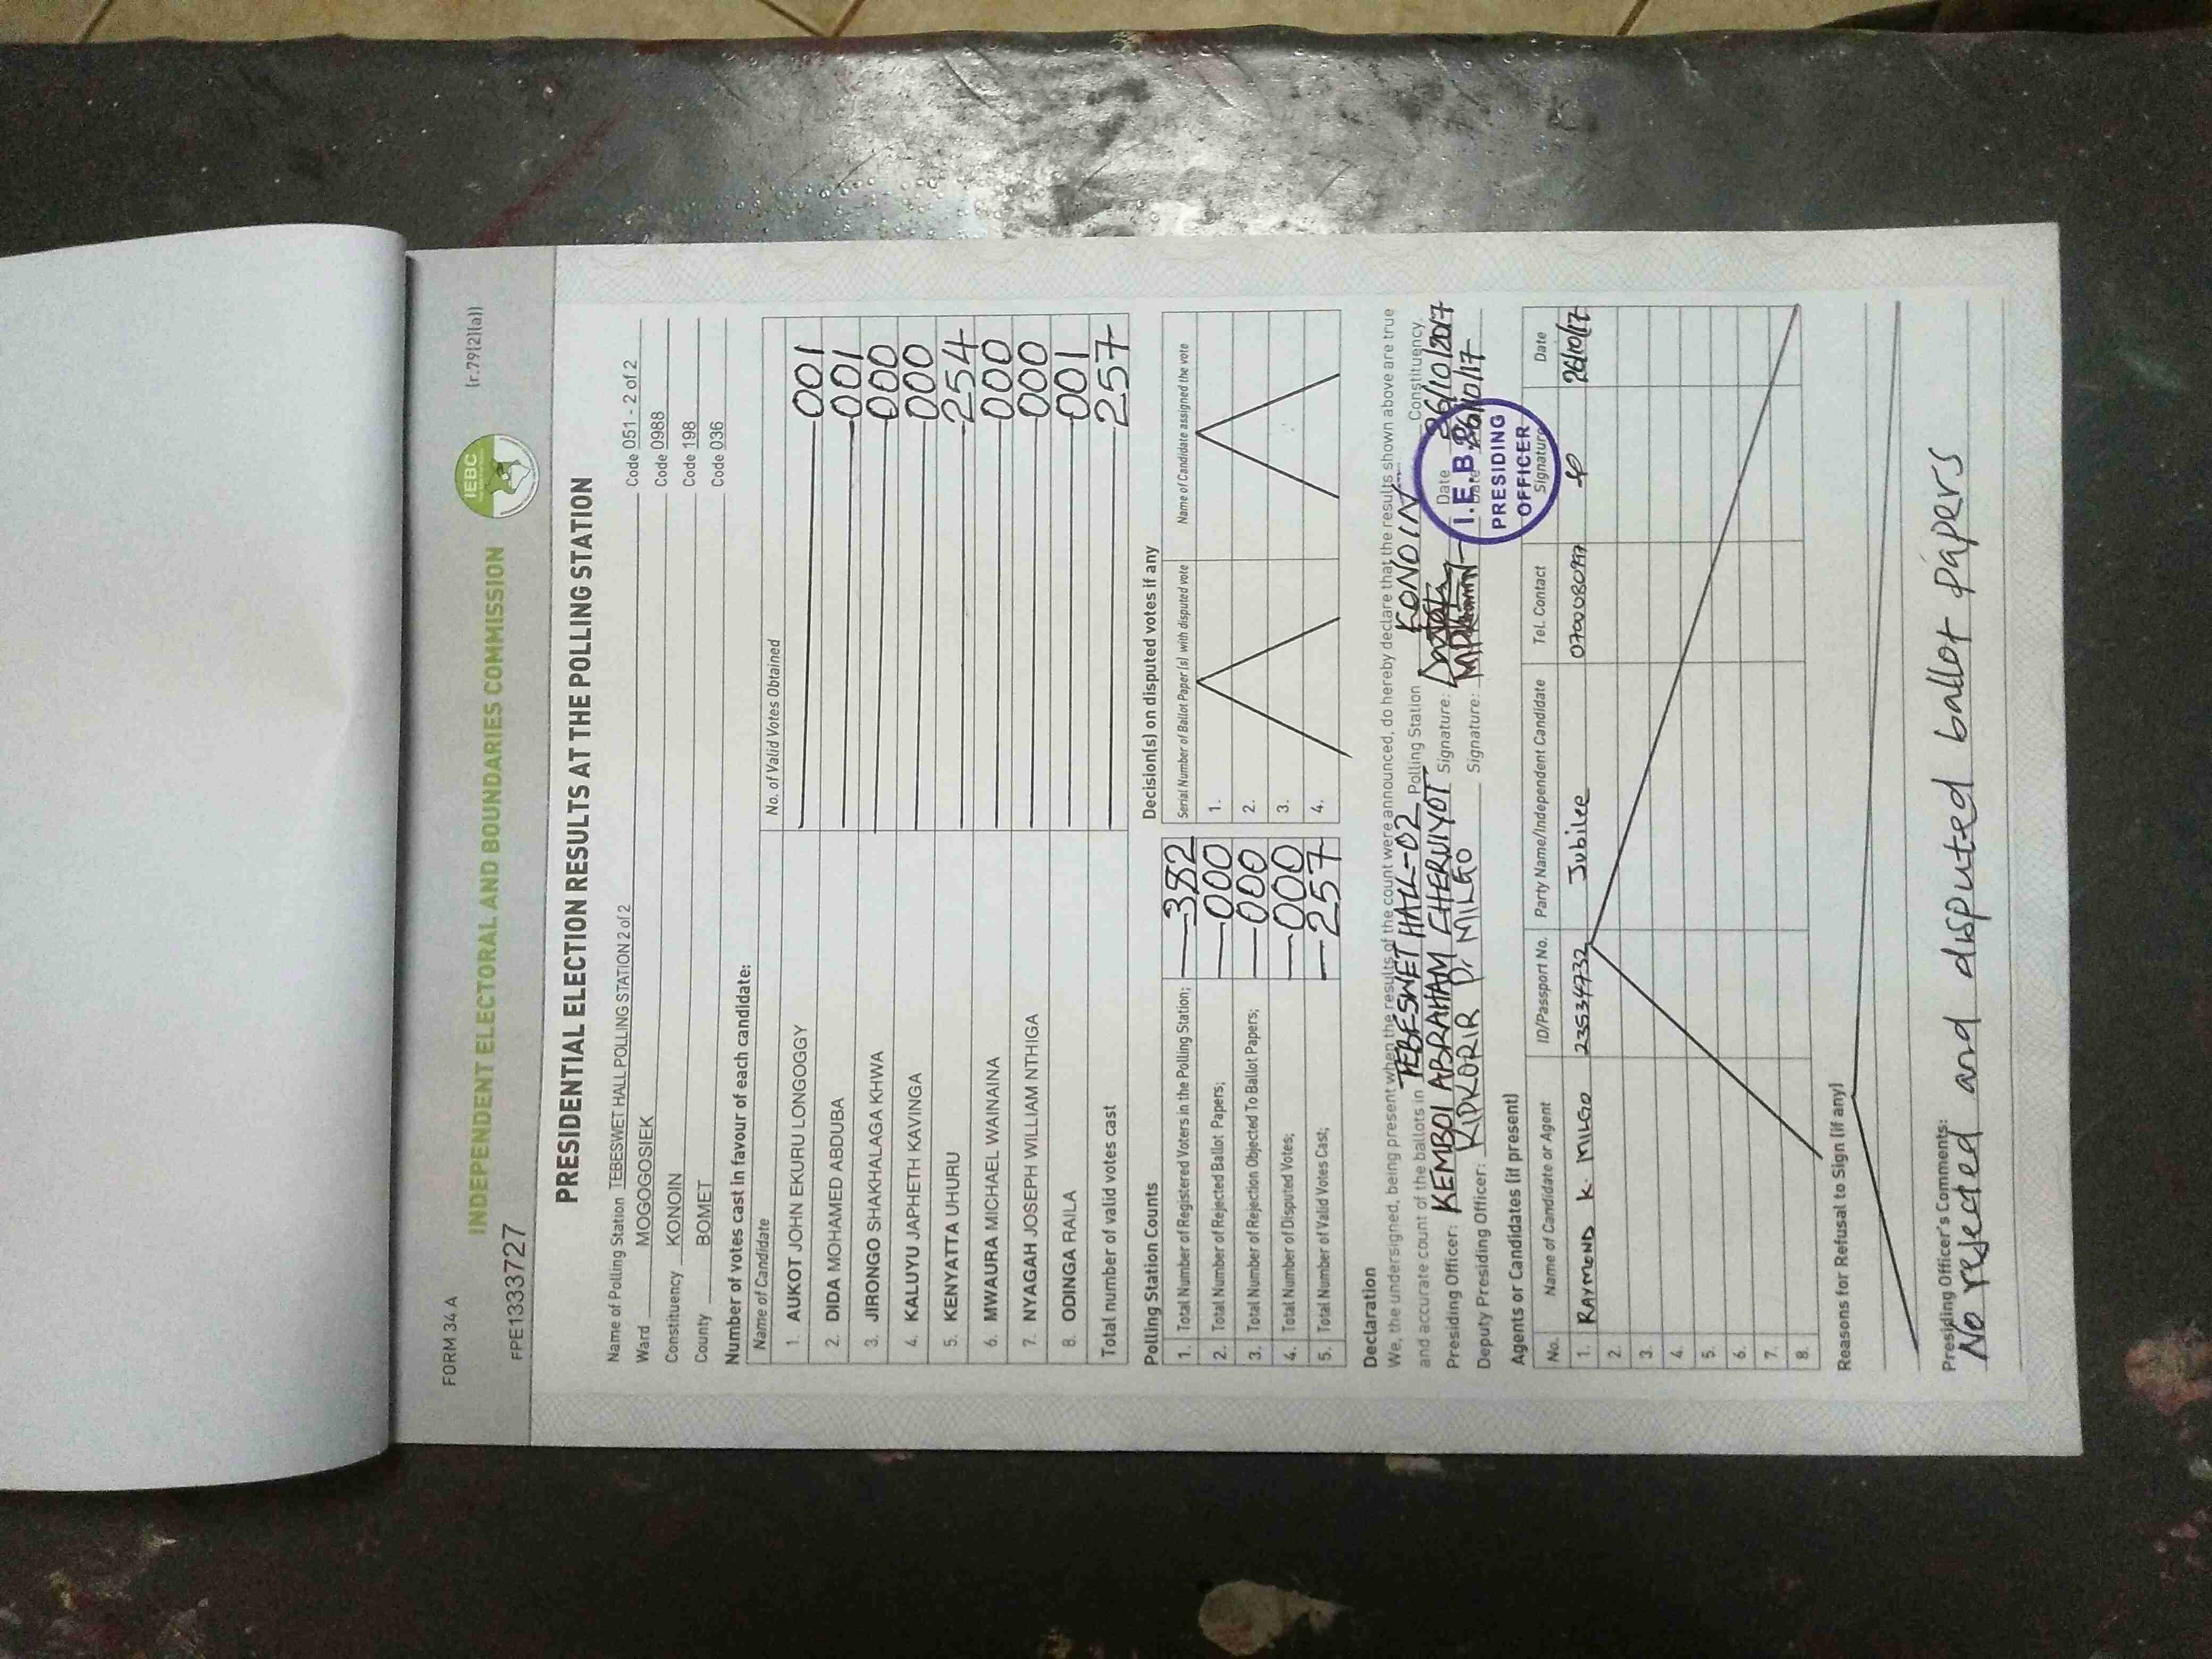 FORM 34 A
(r.79(2)(a))
IEBC
INDEPENDENT ELECTORAL AND BOUNDARIES COMMISSION
FPE1333727
PRESIDENTIAL ELECTION RESULTS AT THE POLLING STATION
Name of Polling Station TEBESWET HALL POLLING STATION 2 of 2 Code 051 - 2 of 2
Ward MOGOGOSIEK Code 0988
Constituency KONOIN Code 198
County BOMET Code 036
Number of votes cast in favour of each candidate:
Name of Candidate No. of Valid Votes Obtained
1. AUKOT JOHN EKURU LONGOGGY 001
2. DIDA MOHAMED ABDUBA 001
3. JIRONGO SHAKHALAGA KHWA 000
4. KALUYU JAPHETH KAVINGA 000
5. KENYATTA UHURU 254
6. MWAURA MICHAEL WAINAINA 000
7. NYAGAH JOSEPH WILLIAM NTHIGA 000
8. ODINGA RAILA 001
Total number of valid votes cast 257
Polling Station Counts Decision(s) on disputed votes if any
Serial Number of Ballot Paper (s) with disputed vote Name of Candidate assigned the vote
1. Total Number of Registered Voters in the Polling Station; 382 1.
2. Total Number of Rejected Ballot Papers; 000 2.
3. Total Number of Rejection Objected To Ballot Papers; 000 3.
4. Total Number of Disputed Votes; 000 4.
5. Total Number of Valid Votes Cast; 257
Declaration
We, the undersigned, being present when the results of the count were announced, do hereby declare that the results shown above are true
and accurate count of the ballots in TEBESWET HALL-02 Polling Station KONOIN Constituency
Presiding Officer: KEMBOI ABRAHAM CHERUIYOT Signature: Date 26/10/2017
Deputy Presiding Officer: KIPKORIR D. MILGO Signature: Date 26/10/17
I.E.B.C
PRESIDING
OFFICER
Agents or Candidates (if present)
No. Name of Candidate or Agent ID/Passport No. Party Name/Independent Candidate Tel. Contact Signature Date
1. RAYMOND K. MILGO 23534732 Jubilee 26/10/17
2.
3.
4.
5.
6.
7.
8.
Reasons for Refusal to Sign (if any)
Presiding Officer's Comments:
No rejected and disputed ballot papers